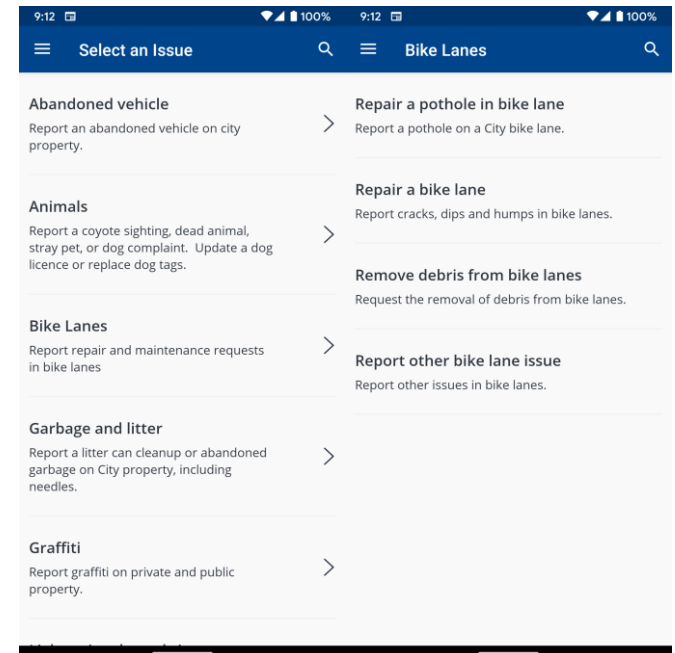 9:12
100%
Select an Issue
Abandoned vehicle
Report an abandoned vehicle on city
property.
Animals
Report a coyote sighting, dead animal,
stray pet, or dog complaint.  Update a dog
licence or replace dog tags.
Bike Lanes
Report repair and maintenance requests
in bike lanes
Garbage and litter
Report a litter can cleanup or abandoned
garbage on City property, including
needles.
Graffiti
Report graffiti on private and public
property.
9:12
100%
Bike Lanes
Repair a pothole in bike lane
Report a pothole on a City bike lane.
Repair a bike lane
Report cracks, dips and humps in bike lanes.
Remove debris from bike lanes
Request the removal of debris from bike lanes.
Report other bike lane issue
Report other issues in bike lanes.